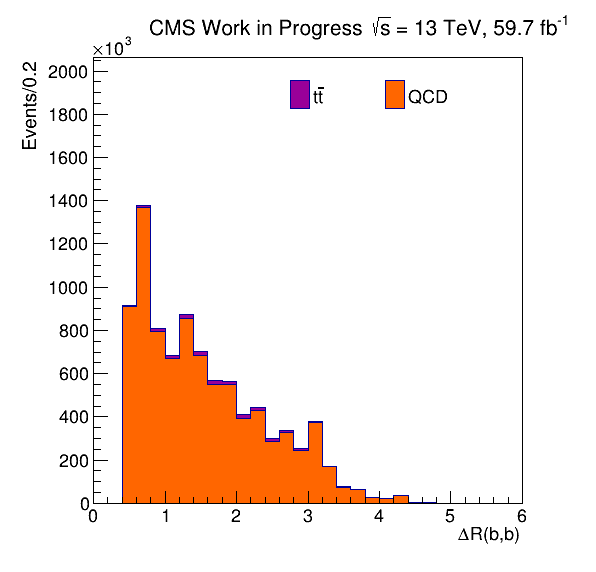 CMS Work in Progress √s = 13 TeV, 59.7 fb⁻¹
×10³
Events/0.2
2000
1800
1600
1400
1200
1000
800
600
400
200
0
tt̄
QCD
0 1 2 3 4 5 6
ΔR(b,b)